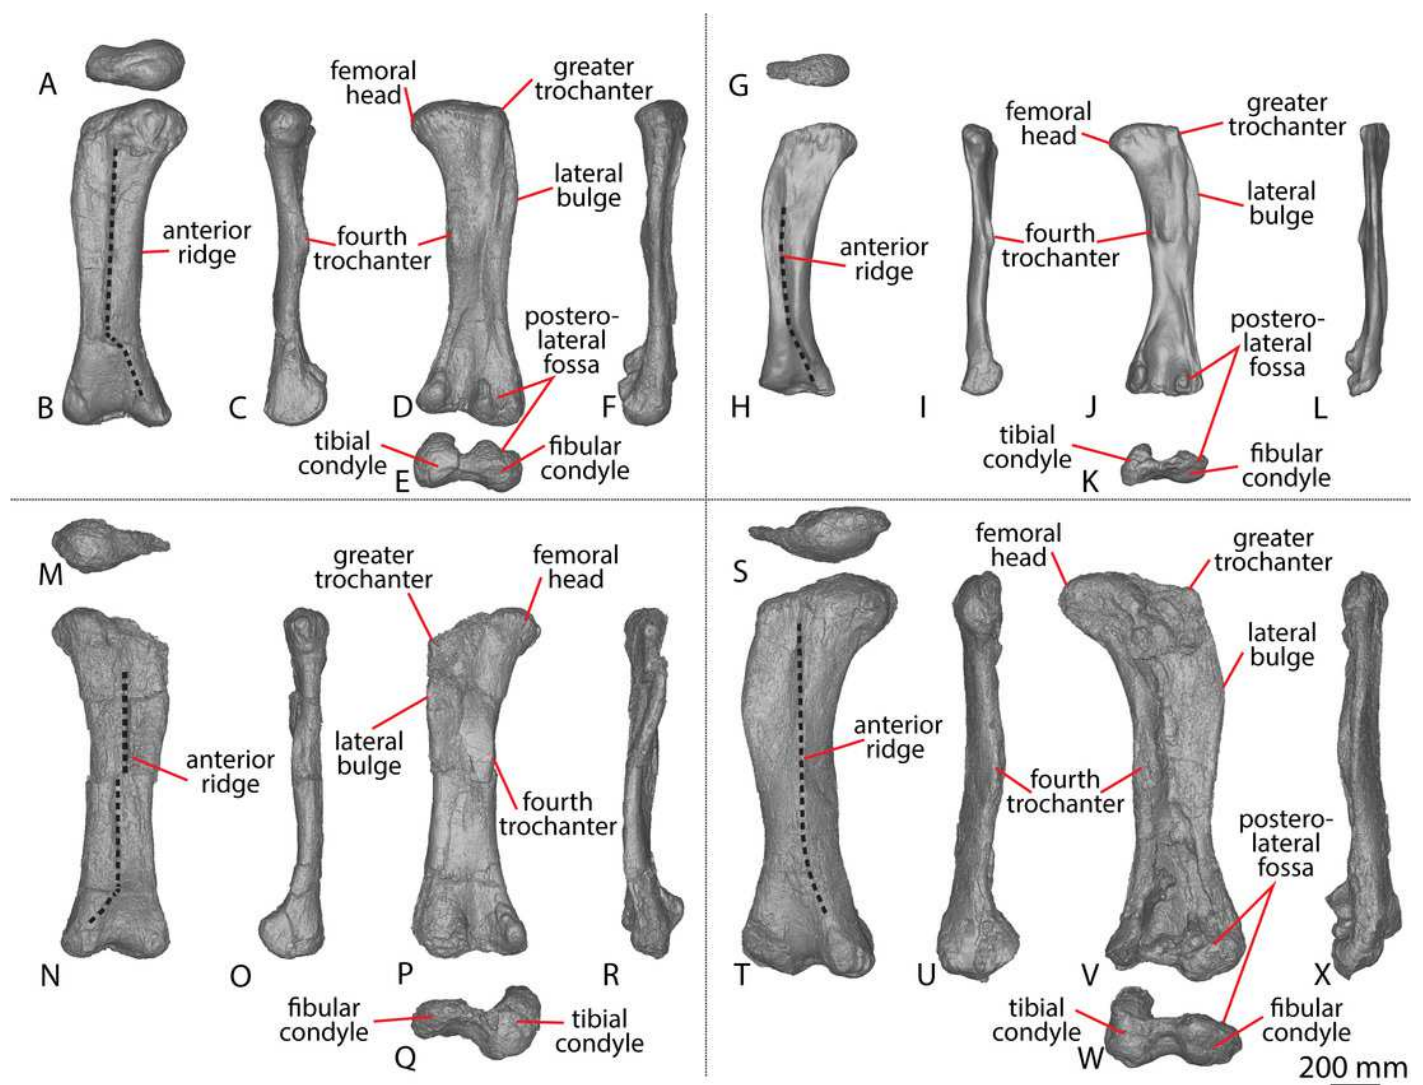 A
femoral
head
greater
trochanter
lateral
bulge
anterior
ridge
fourth
trochanter
postero-
lateral
fossa
B
C
D
F
tibial
condyle
fibular
condyle
E
G
femoral
head
greater
trochanter
lateral
bulge
anterior
ridge
fourth
trochanter
postero-
lateral
fossa
H
I
J
L
tibial
condyle
fibular
condyle
K
M
greater
trochanter
femoral
head
lateral
bulge
anterior
ridge
fourth
trochanter
N
O
P
R
fibular
condyle
tibial
condyle
Q
S
femoral
head
greater
trochanter
lateral
bulge
anterior
ridge
fourth
trochanter
postero-
lateral
fossa
T
U
V
X
tibial
condyle
fibular
condyle
W
200 mm